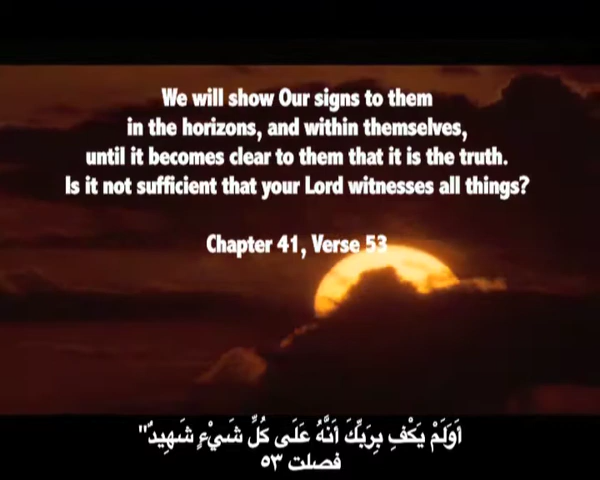 We will show Our signs to them
in the horizons, and within themselves,
until it becomes clear to them that it is the truth.
Is it not sufficient that your Lord witnesses all things?
Chapter 41, Verse 53
أَوَلَمْ يَكْفِ بِرَبِّكَ أَنَّهُ عَلَى كُلِّ شَيْءٍ شَهِيدٌ"
فصلت ٥٣